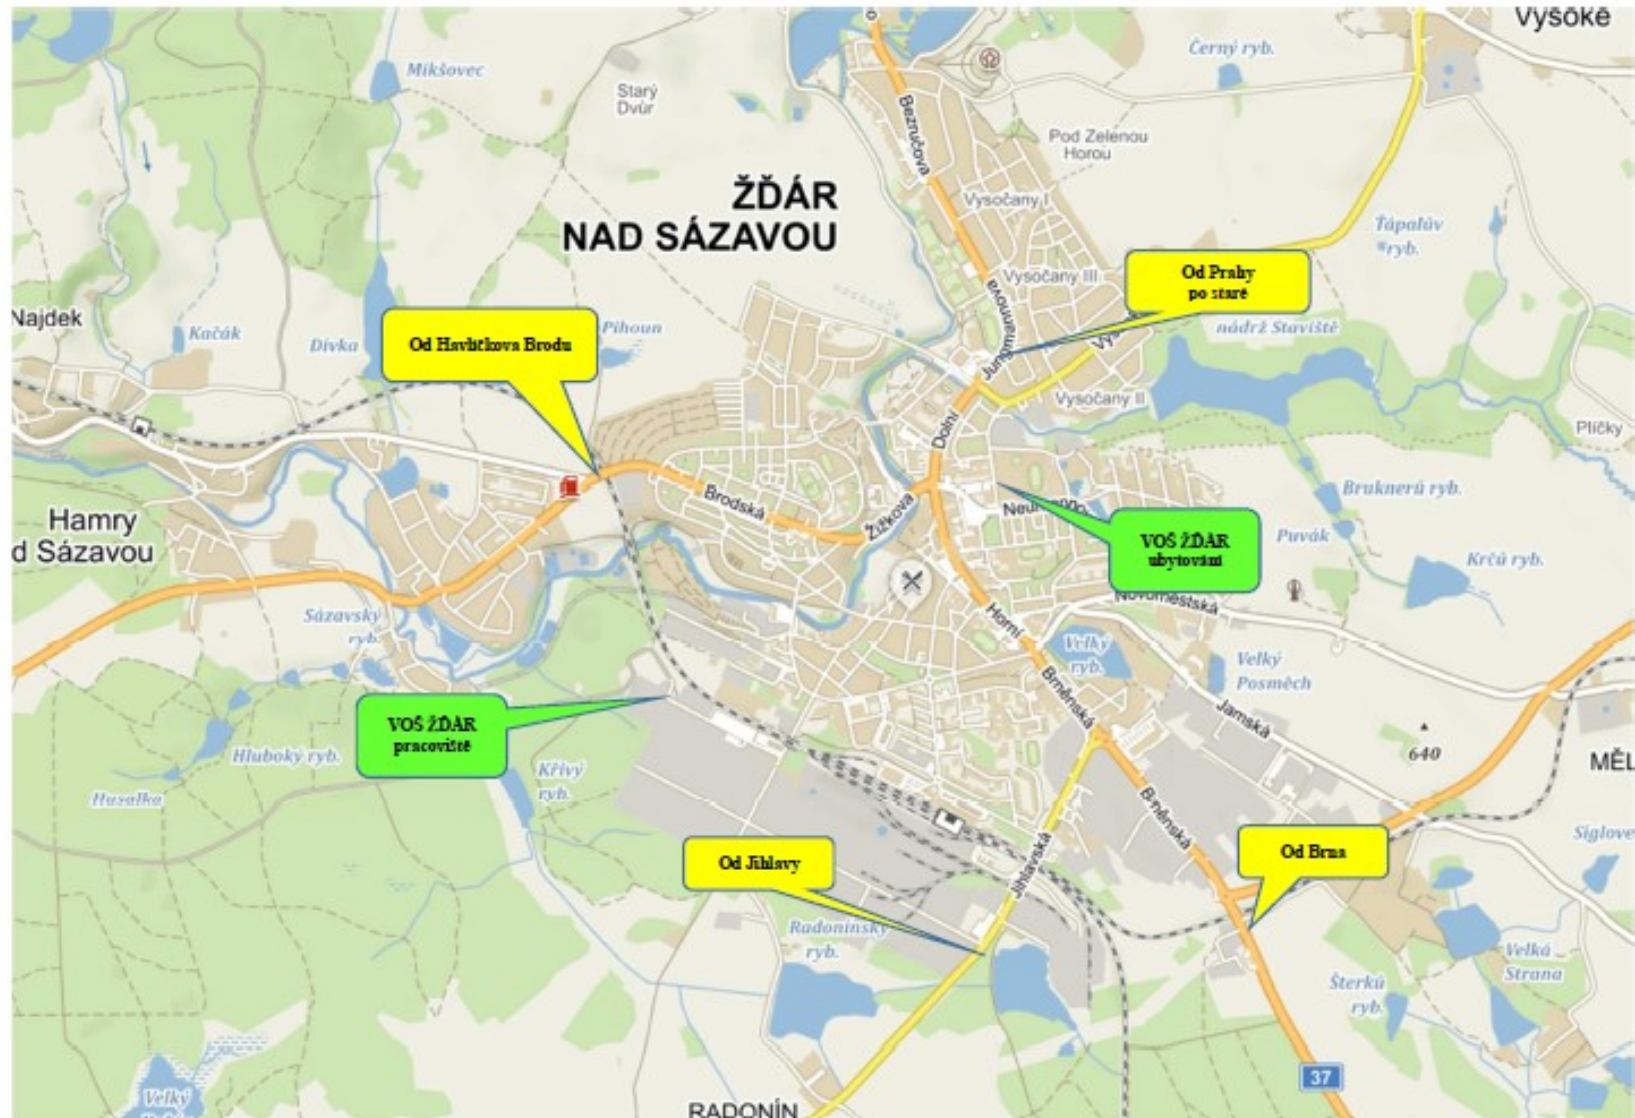 Vysoké
Černý ryb.
Mikšovec
Starý
Dvůr
Bezručova
Pod Zelenou
Horou
ŽĎÁR
NAD SÁZAVOU
Vysočany I
Ťápalův
ryb.
Od Prahy
po staré
Vysočany III
Najdek
Kačák
Dívka
Od Havlíčkova Brodu
Pihoun
Jungmannova
nádrž Staviště
Vysočany II
Plíčky
Dolní
Brodská
Žižkova
Bruknerů ryb.
Hamry
d Sázavou
VOŠ ŽĎÁR
ubytování
Puvák
Krčů ryb.
Novoměstská
Sázavský
ryb.
Horní
Velký
ryb.
Velký
Posměch
Brněnská
Jamská
VOŠ ŽĎÁR
pracoviště
Hluboký ryb.
Křivý
ryb.
640
MĚL
Husalka
Brněnská
Od Jihlavy
Jihlavská
Od Brna
Síglove
Radonínský
ryb.
Velká
Strana
Šterků
ryb.
37
Velký
RADONÍN